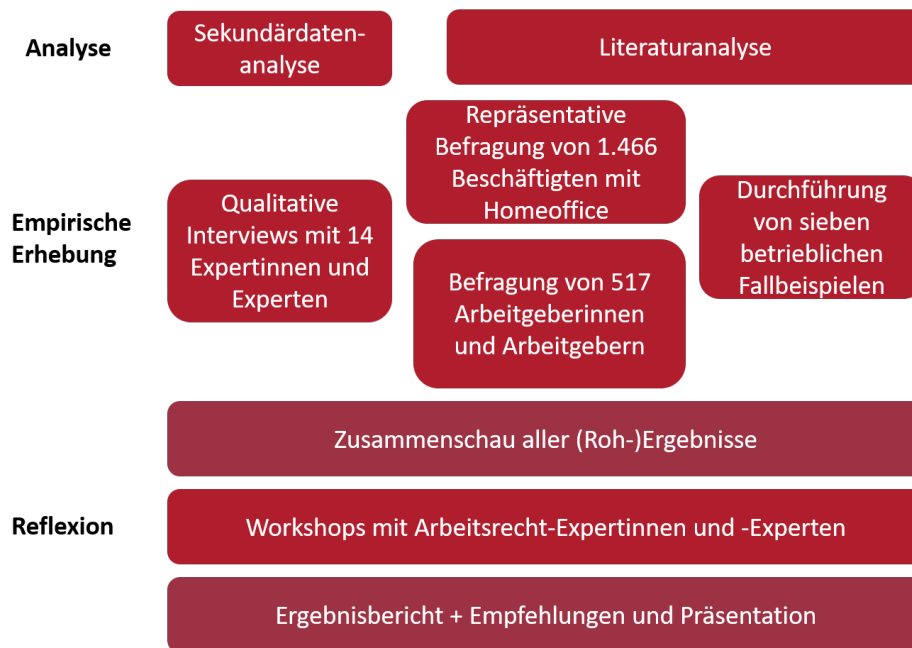 Analyse
Sekundärdaten-
analyse
Literaturanalyse
Empirische
Erhebung
Qualitative
Interviews mit 14
Expertinnen und
Experten
Repräsentative
Befragung von 1.466
Beschäftigten mit
Homeoffice
Befragung von 517
Arbeitgeberinnen
und Arbeitgebern
Durchführung
von sieben
betrieblichen
Fallbeispielen
Zusammenschau aller (Roh-)Ergebnisse
Reflexion
Workshops mit Arbeitsrecht-Expertinnen und -Experten
Ergebnisbericht + Empfehlungen und Präsentation